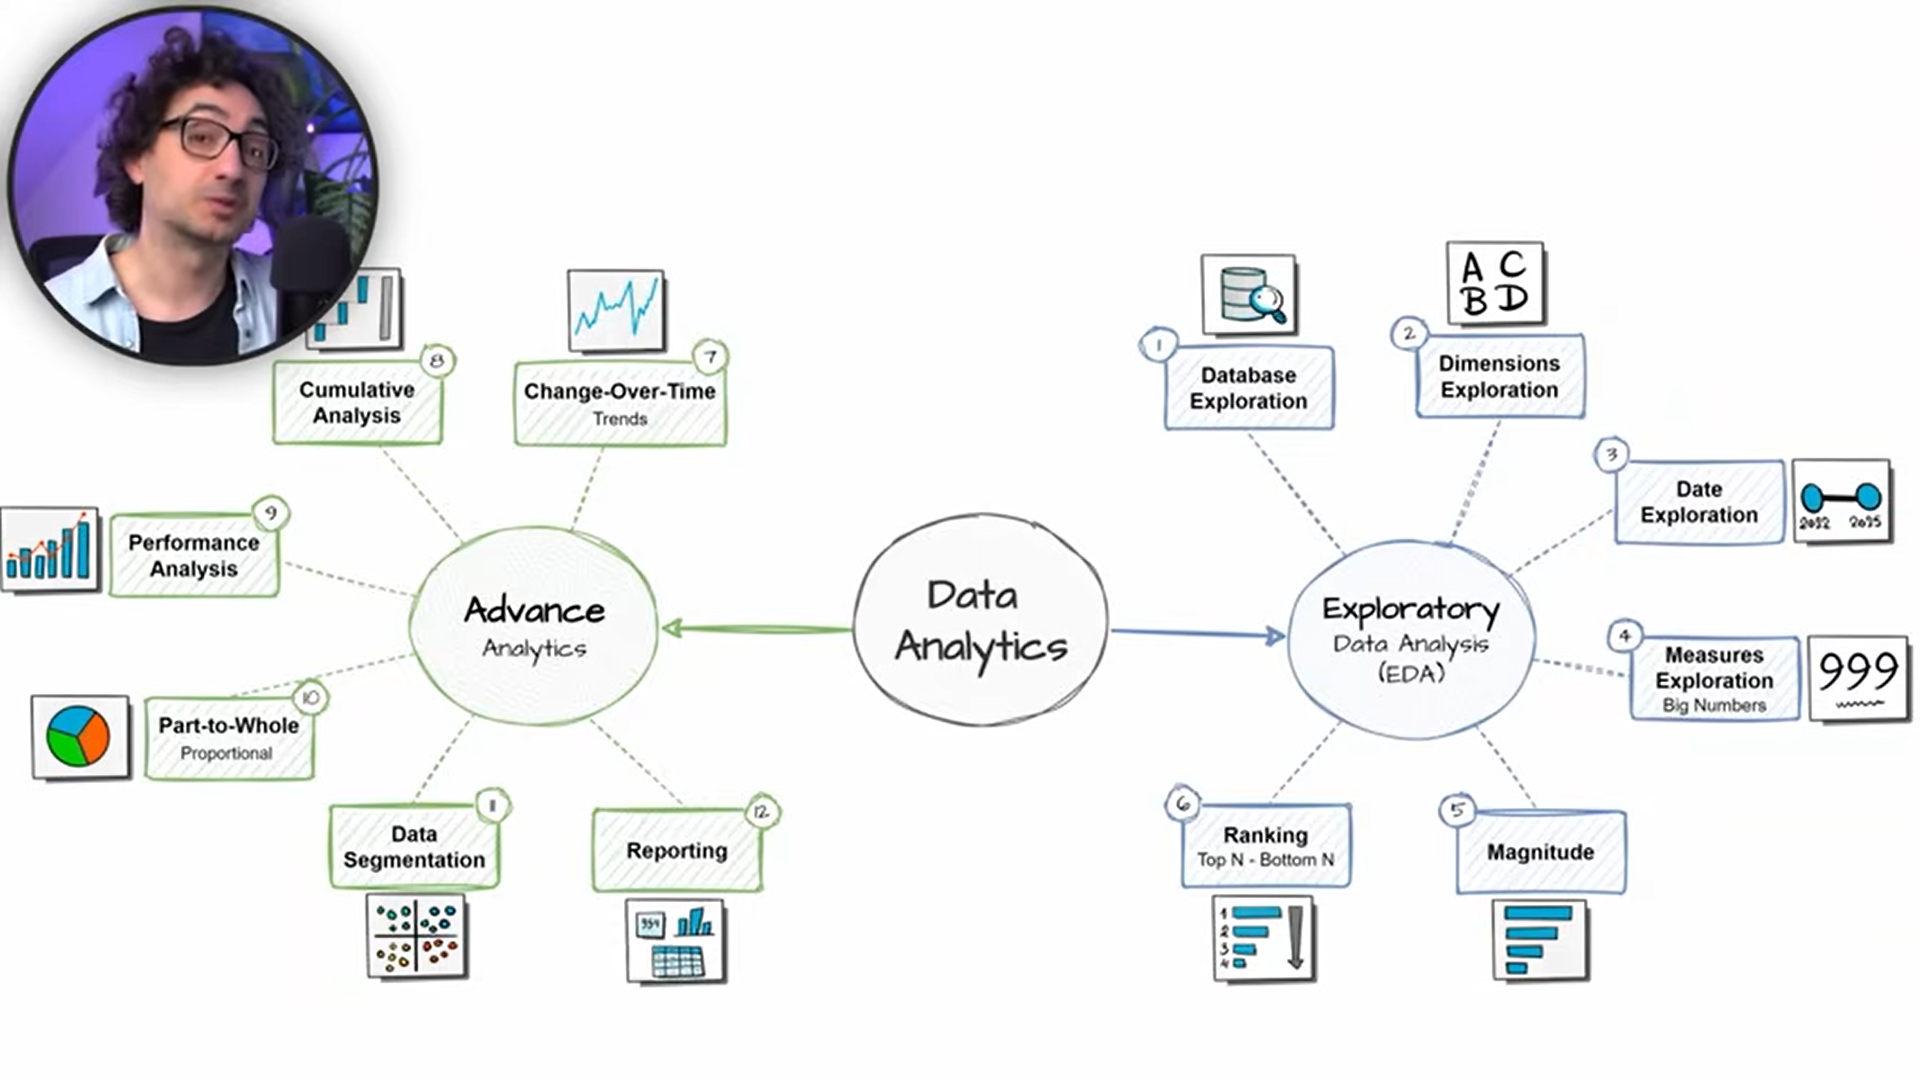 Data
Analytics
Advance
Analytics
Exploratory
Data Analysis
(EDA)
1
Database
Exploration
A C
B D
2
Dimensions
Exploration
3
Date
Exploration
2022 2025
4
Measures
Exploration
Big Numbers
999
5
Magnitude
6
Ranking
Top N - Bottom N
1
2
3
4
7
Change-Over-Time
Trends
8
Cumulative
Analysis
9
Performance
Analysis
10
Part-to-Whole
Proportional
11
Data
Segmentation
12
Reporting